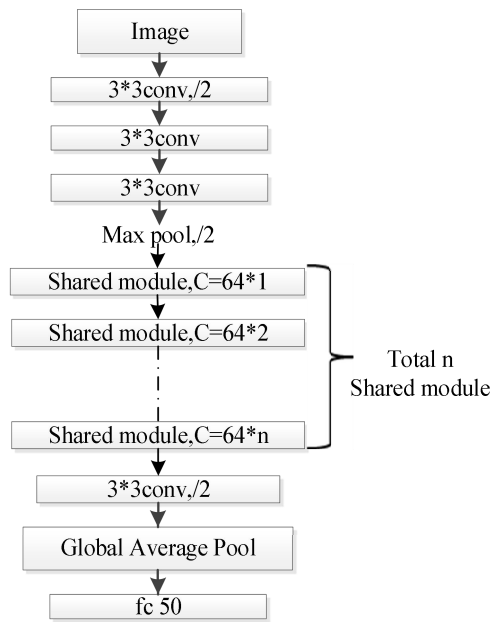 Image
3*3conv,/2
3*3conv
3*3conv
Max pool,/2
Shared module,C=64*1
Shared module,C=64*2
Total n
Shared module
Shared module,C=64*n
3*3conv,/2
Global Average Pool
fc 50